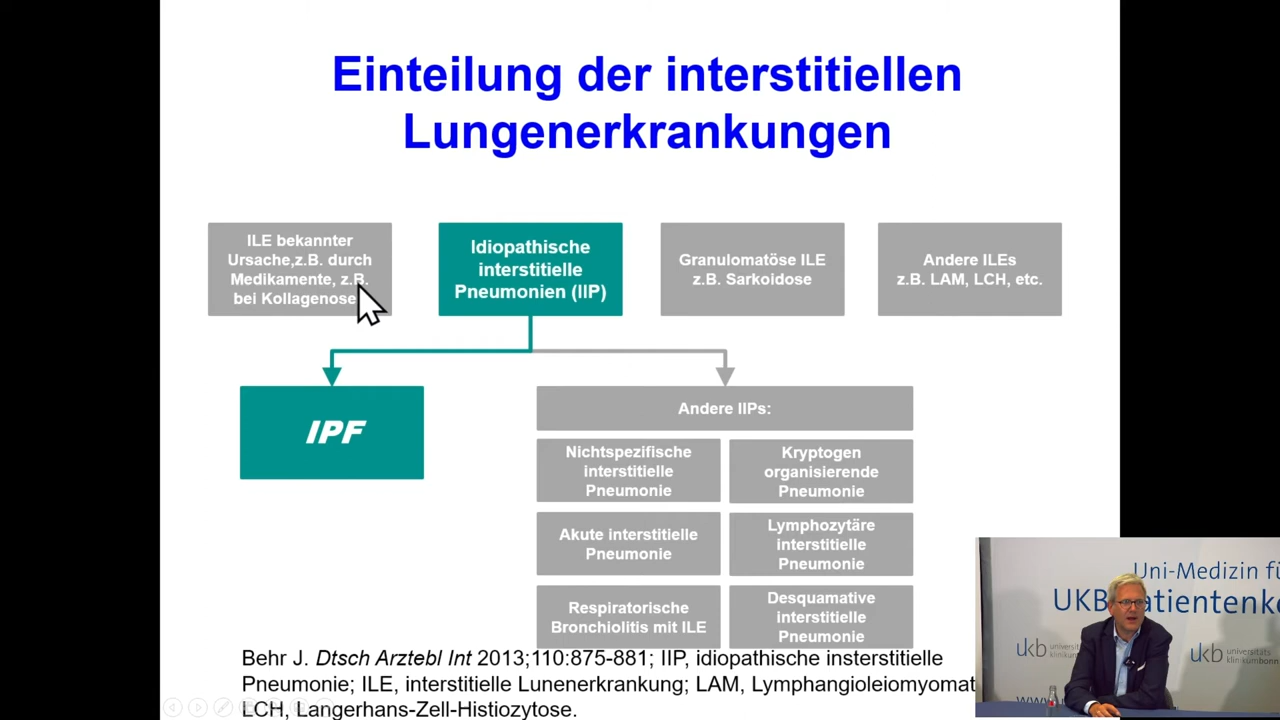 Einteilung der interstitiellen
Lungenerkrankungen
ILE bekannter
Ursache,z.B. durch
Medikamente, z.B.
bei Kollagenose
Idiopathische
interstitielle
Pneumonien (IIP)
Granulomatöse ILE
z.B. Sarkoidose
Andere ILEs
z.B. LAM, LCH, etc.
IPF
Andere IIPs:
Nichtspezifische
interstitielle
Pneumonie
Kryptogen
organisierende
Pneumonie
Akute interstitielle
Pneumonie
Lymphozytäre
interstitielle
Pneumonie
Respiratorische
Bronchiolitis mit ILE
Desquamative
interstitielle
Pneumonie
Behr J. Dtsch Arztebl Int 2013;110:875-881; IIP, idiopathische insterstitielle
Pneumonie; ILE, interstitielle Lunenerkrankung; LAM, Lymphangioleiomyomat
LCH, Langerhans-Zell-Histiozytose.
Uni-Medizin fü
UKB atientenk
ukb universitäts
klinikumbonn